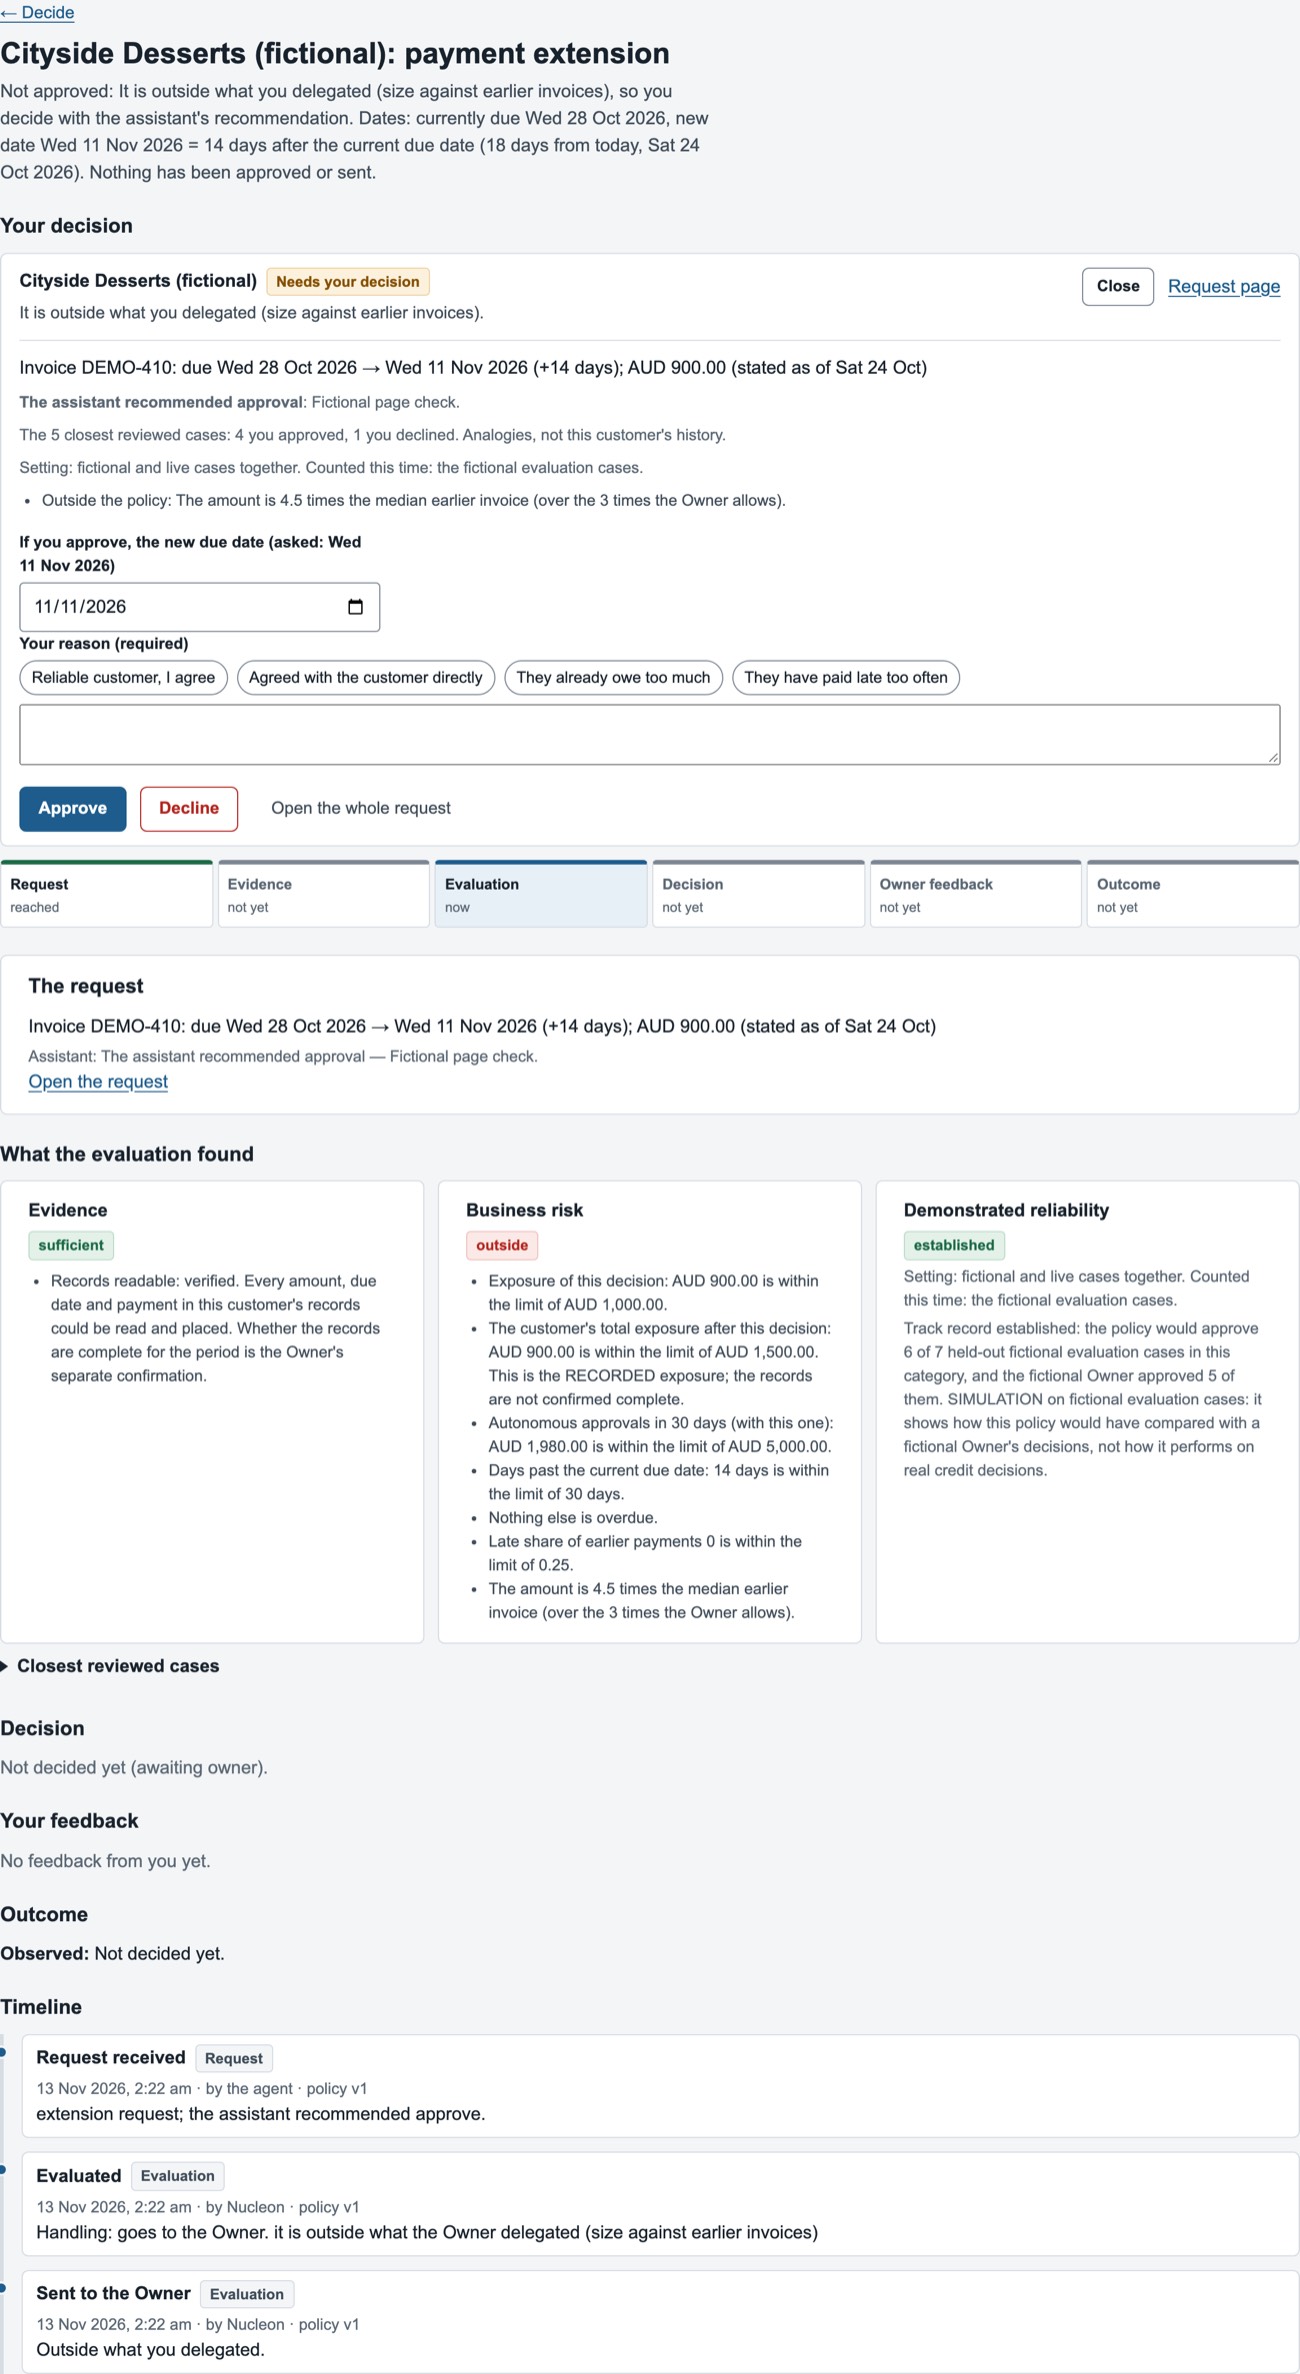 ← Decide
Cityside Desserts (fictional): payment extension
Not approved: It is outside what you delegated (size against earlier invoices), so you
decide with the assistant's recommendation. Dates: currently due Wed 28 Oct 2026, new
date Wed 11 Nov 2026 = 14 days after the current due date (18 days from today, Sat 24
Oct 2026). Nothing has been approved or sent.
Your decision
Cityside Desserts (fictional) Needs your decision
Close Request page
It is outside what you delegated (size against earlier invoices).
Invoice DEMO-410: due Wed 28 Oct 2026 → Wed 11 Nov 2026 (+14 days); AUD 900.00 (stated as of Sat 24 Oct)
The assistant recommended approval: Fictional page check.
The 5 closest reviewed cases: 4 you approved, 1 you declined. Analogies, not this customer's history.
Setting: fictional and live cases together. Counted this time: the fictional evaluation cases.
• Outside the policy: The amount is 4.5 times the median earlier invoice (over the 3 times the Owner allows).
If you approve, the new due date (asked: Wed
11 Nov 2026)
11/11/2026
Your reason (required)
Reliable customer, I agree
Agreed with the customer directly
They already owe too much
They have paid late too often
Approve
Decline
Open the whole request
Request
reached
Evidence
not yet
Evaluation
now
Decision
not yet
Owner feedback
not yet
Outcome
not yet
The request
Invoice DEMO-410: due Wed 28 Oct 2026 → Wed 11 Nov 2026 (+14 days); AUD 900.00 (stated as of Sat 24 Oct)
Assistant: The assistant recommended approval — Fictional page check.
Open the request
What the evaluation found
Evidence
sufficient
• Records readable: verified. Every amount, due
date and payment in this customer's records
could be read and placed. Whether the records
are complete for the period is the Owner's
separate confirmation.
Business risk
outside
• Exposure of this decision: AUD 900.00 is within
the limit of AUD 1,000.00.
• The customer's total exposure after this decision:
AUD 900.00 is within the limit of AUD 1,500.00.
This is the RECORDED exposure; the records
are not confirmed complete.
• Autonomous approvals in 30 days (with this one):
AUD 1,980.00 is within the limit of AUD 5,000.00.
• Days past the current due date: 14 days is within
the limit of 30 days.
• Nothing else is overdue.
• Late share of earlier payments 0 is within the
limit of 0.25.
• The amount is 4.5 times the median earlier
invoice (over the 3 times the Owner allows).
Demonstrated reliability
established
Setting: fictional and live cases together. Counted
this time: the fictional evaluation cases.
Track record established: the policy would approve
6 of 7 held-out fictional evaluation cases in this
category, and the fictional Owner approved 5 of
them. SIMULATION on fictional evaluation cases: it
shows how this policy would have compared with a
fictional Owner's decisions, not how it performs on
real credit decisions.
Closest reviewed cases
Decision
Not decided yet (awaiting owner).
Your feedback
No feedback from you yet.
Outcome
Observed: Not decided yet.
Timeline
Request received Request
13 Nov 2026, 2:22 am · by the agent · policy v1
extension request; the assistant recommended approve.
Evaluated Evaluation
13 Nov 2026, 2:22 am · by Nucleon · policy v1
Handling: goes to the Owner. it is outside what the Owner delegated (size against earlier invoices)
Sent to the Owner Evaluation
13 Nov 2026, 2:22 am · by Nucleon · policy v1
Outside what you delegated.